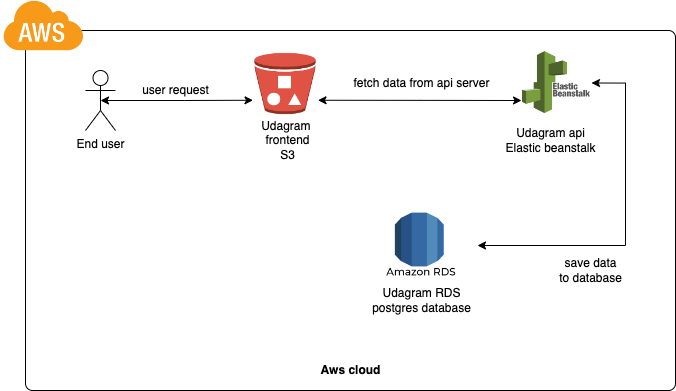 AWS
user request
fetch data from api server
Elastic
Beanstalk
End user
Udagram
frontend
S3
Udagram api
Elastic beanstalk
Amazon RDS
Udagram RDS
postgres database
save data
to database
Aws cloud